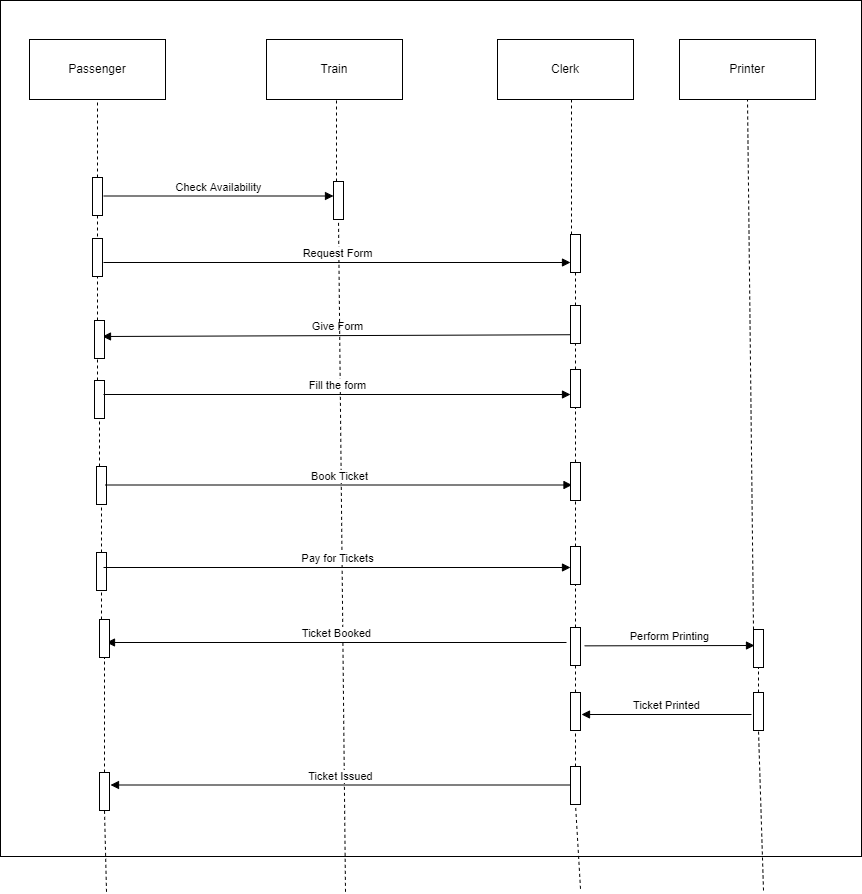 Passenger
Train
Clerk
Printer
Check Availability
Request Form
Give Form
Fill the form
Book Ticket
Pay for Tickets
Ticket Booked
Perform Printing
Ticket Printed
Ticket Issued